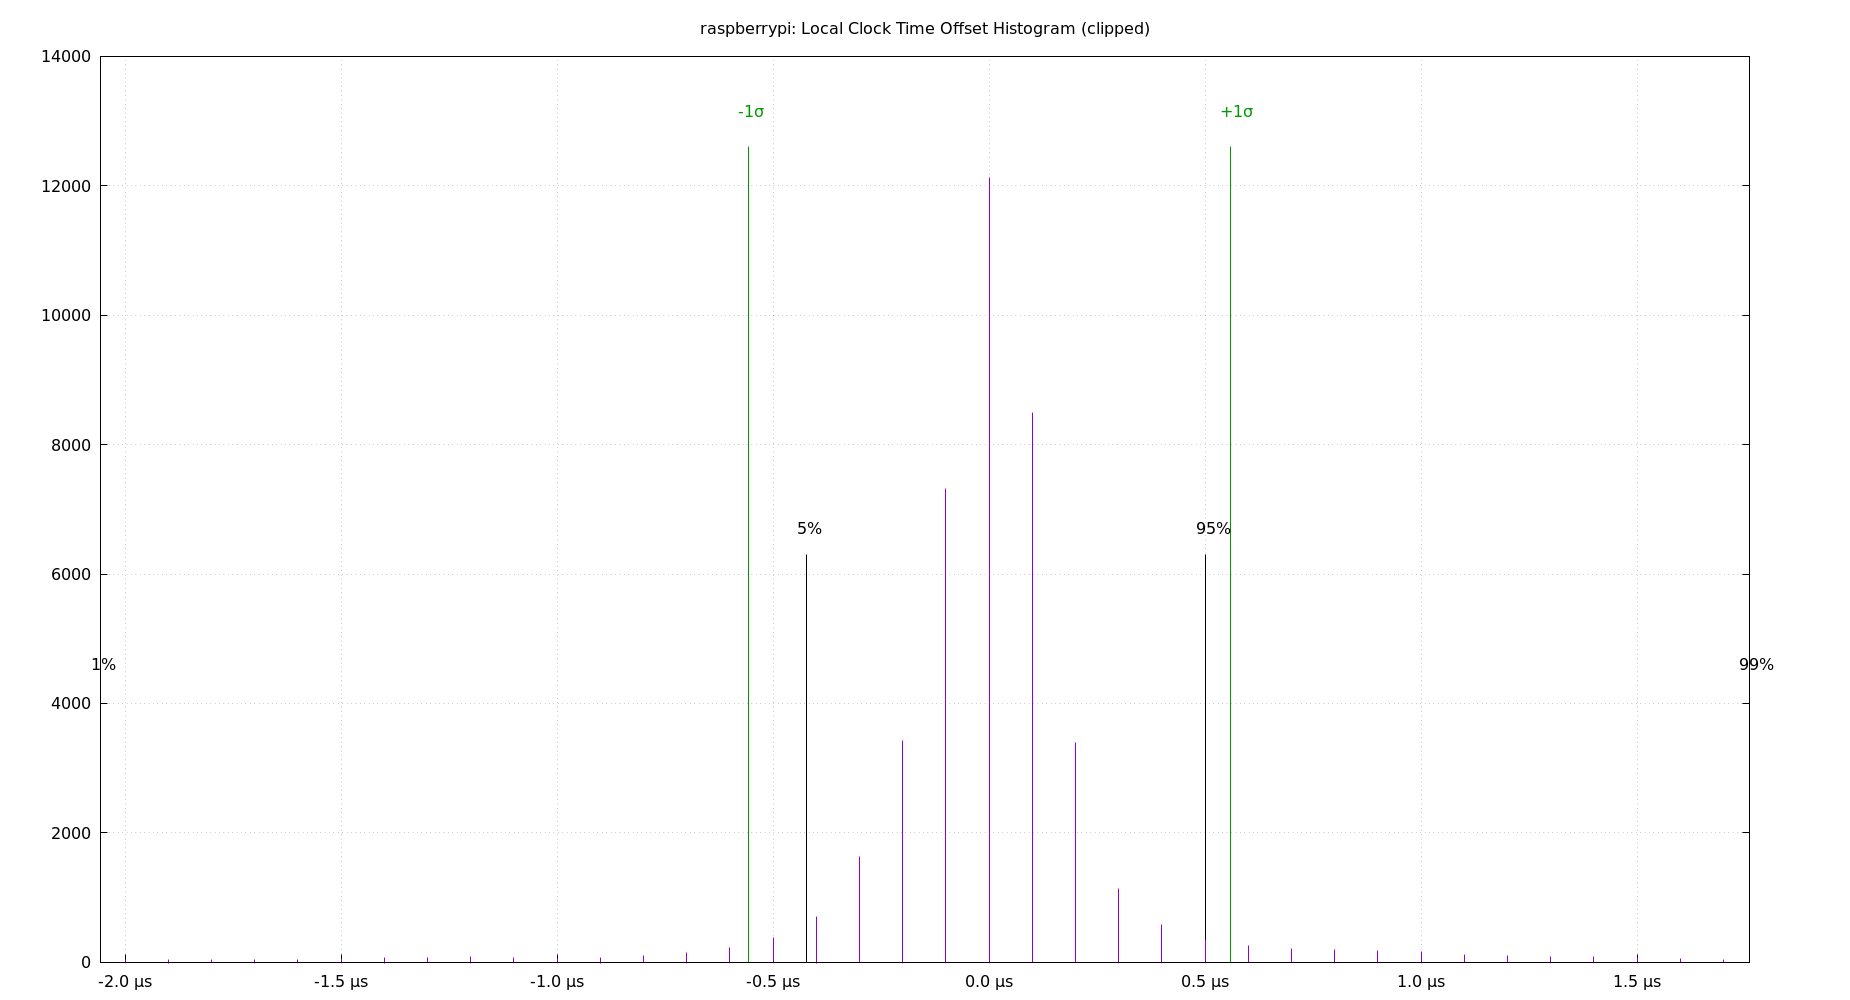 raspberrypi: Local Clock Time Offset Histogram (clipped)
14000
-1σ
+1σ
12000
10000
8000
5%
95%
6000
1%
99%
4000
2000
0
-2.0 µs
-1.5 µs
-1.0 µs
-0.5 µs
0.0 µs
0.5 µs
1.0 µs
1.5 µs